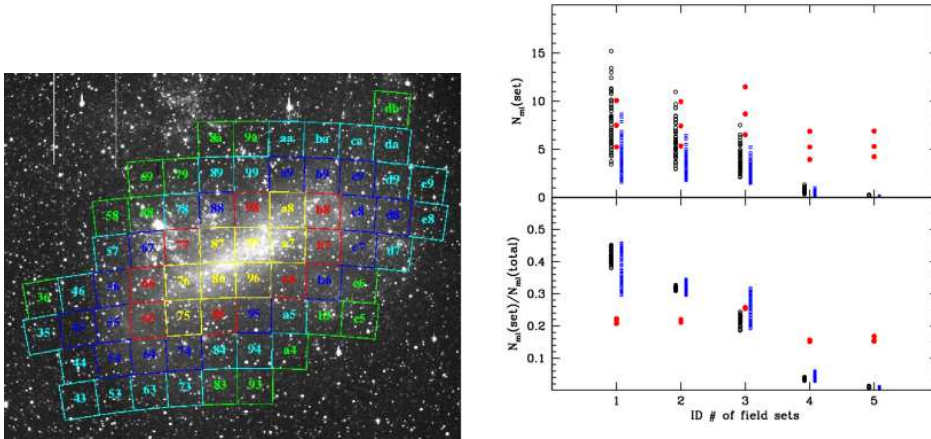 db
8a 9a aa ba ca da
69 79 89 99 a9 b9 c9 d9 e9
58 68 78 88 98 a8 b8 c8 d8 e8
57 67 77 87 97 a7 b7 c7 d7
36 46 56 66 76 86 96 a6 b6 c6
35 45 55 65 75 85 95 a5 b5 c5
44 54 64 74 84 94 a4
43 53 63 73 83 93
N_ml(set)
15
10
5
0
N_ml(set)/N_ml(total)
0.5
0.4
0.3
0.2
0.1
1 2 3 4 5
ID # of field sets